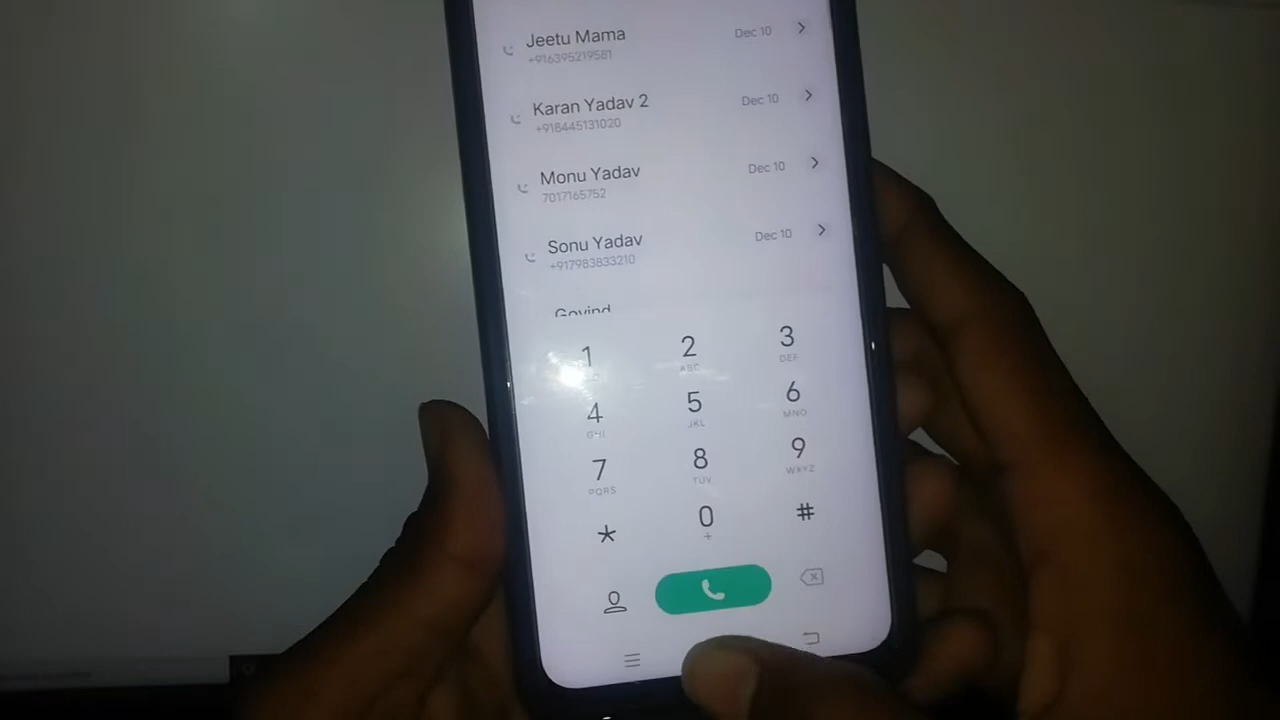 Jeetu Mama
Dec 10
+916395219581
Karan Yadav 2
Dec 10
+918445131020
Monu Yadav
Dec 10
7017165752
Sonu Yadav
Dec 10
+917983833210
Govind
1
2
ABC
3
DEF
4
GHI
5
JKL
6
MNO
7
PQRS
8
TUV
9
WXYZ
*
0
+
#